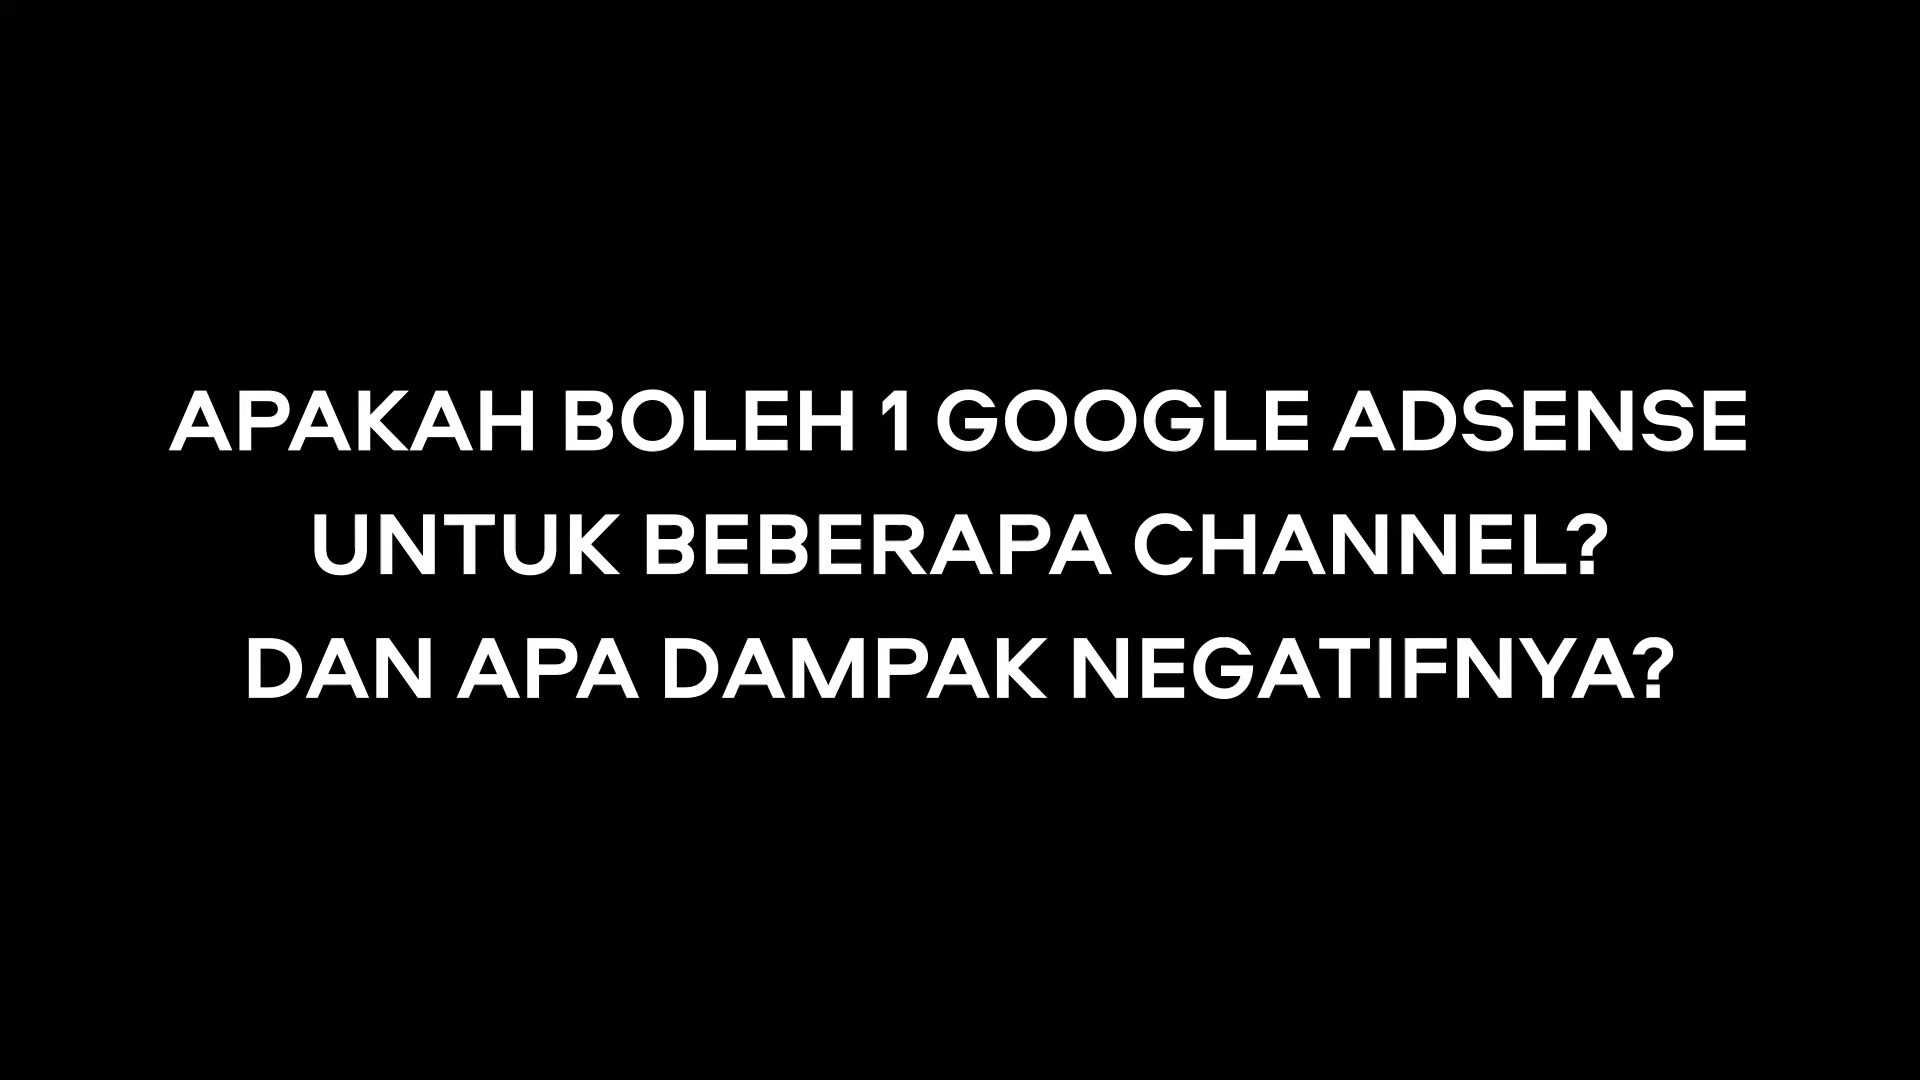 APAKAH BOLEH 1 GOOGLE ADSENSE
UNTUK BEBERAPA CHANNEL?
DAN APA DAMPAK NEGATIFNYA?